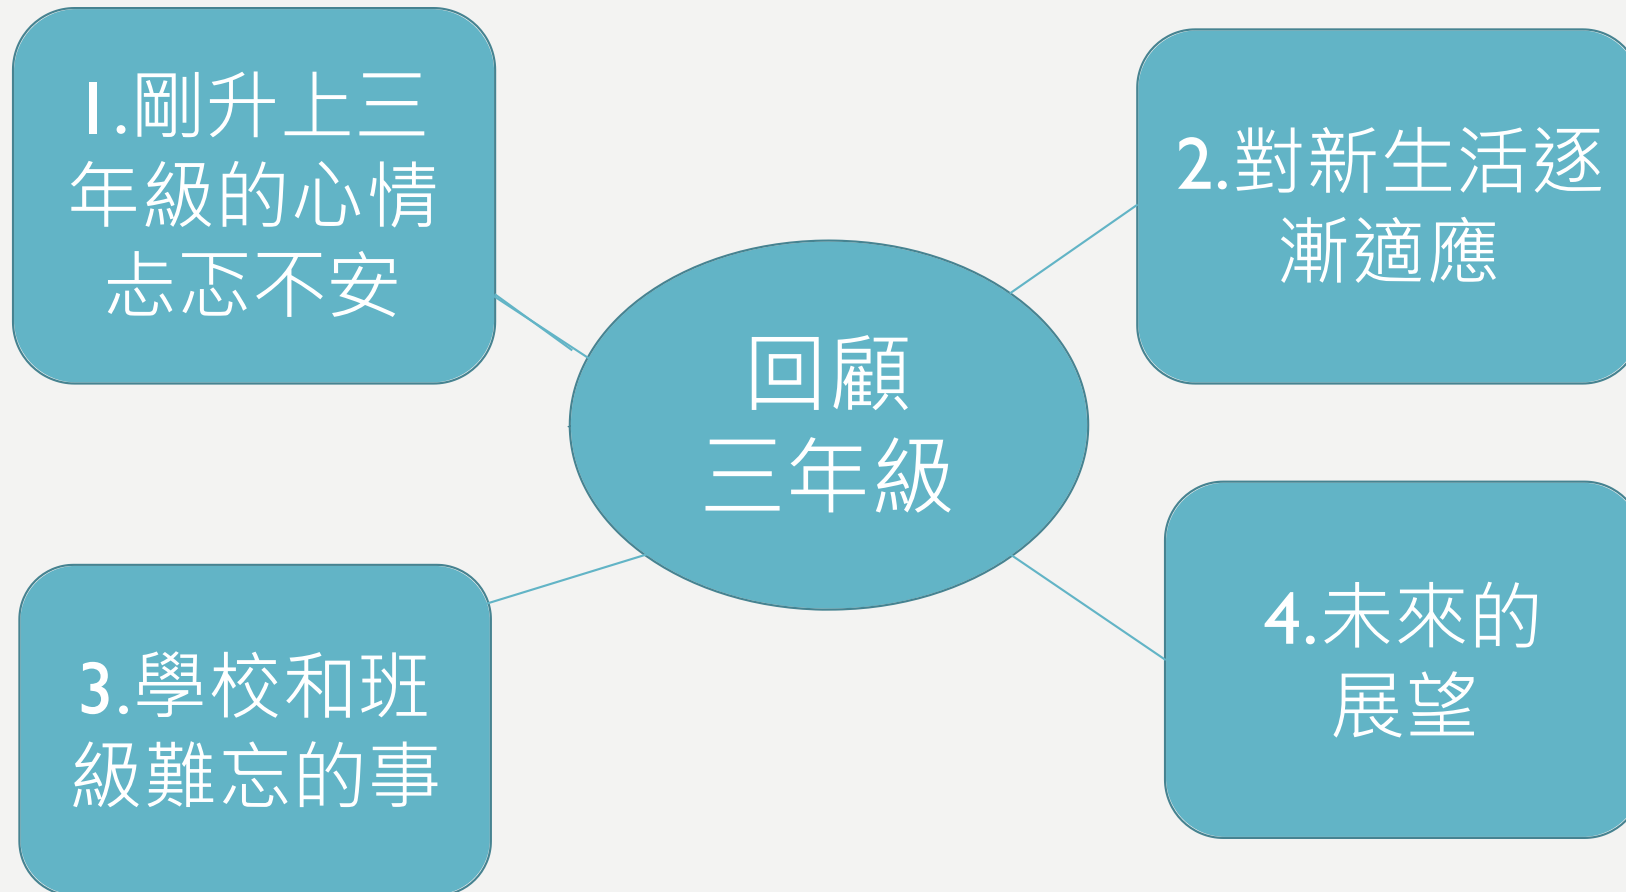 1.剛升上三
年級的心情
忐忑不安
2.對新生活逐
漸適應
回顧
三年級
3.學校和班
級難忘的事
4.未來的
展望